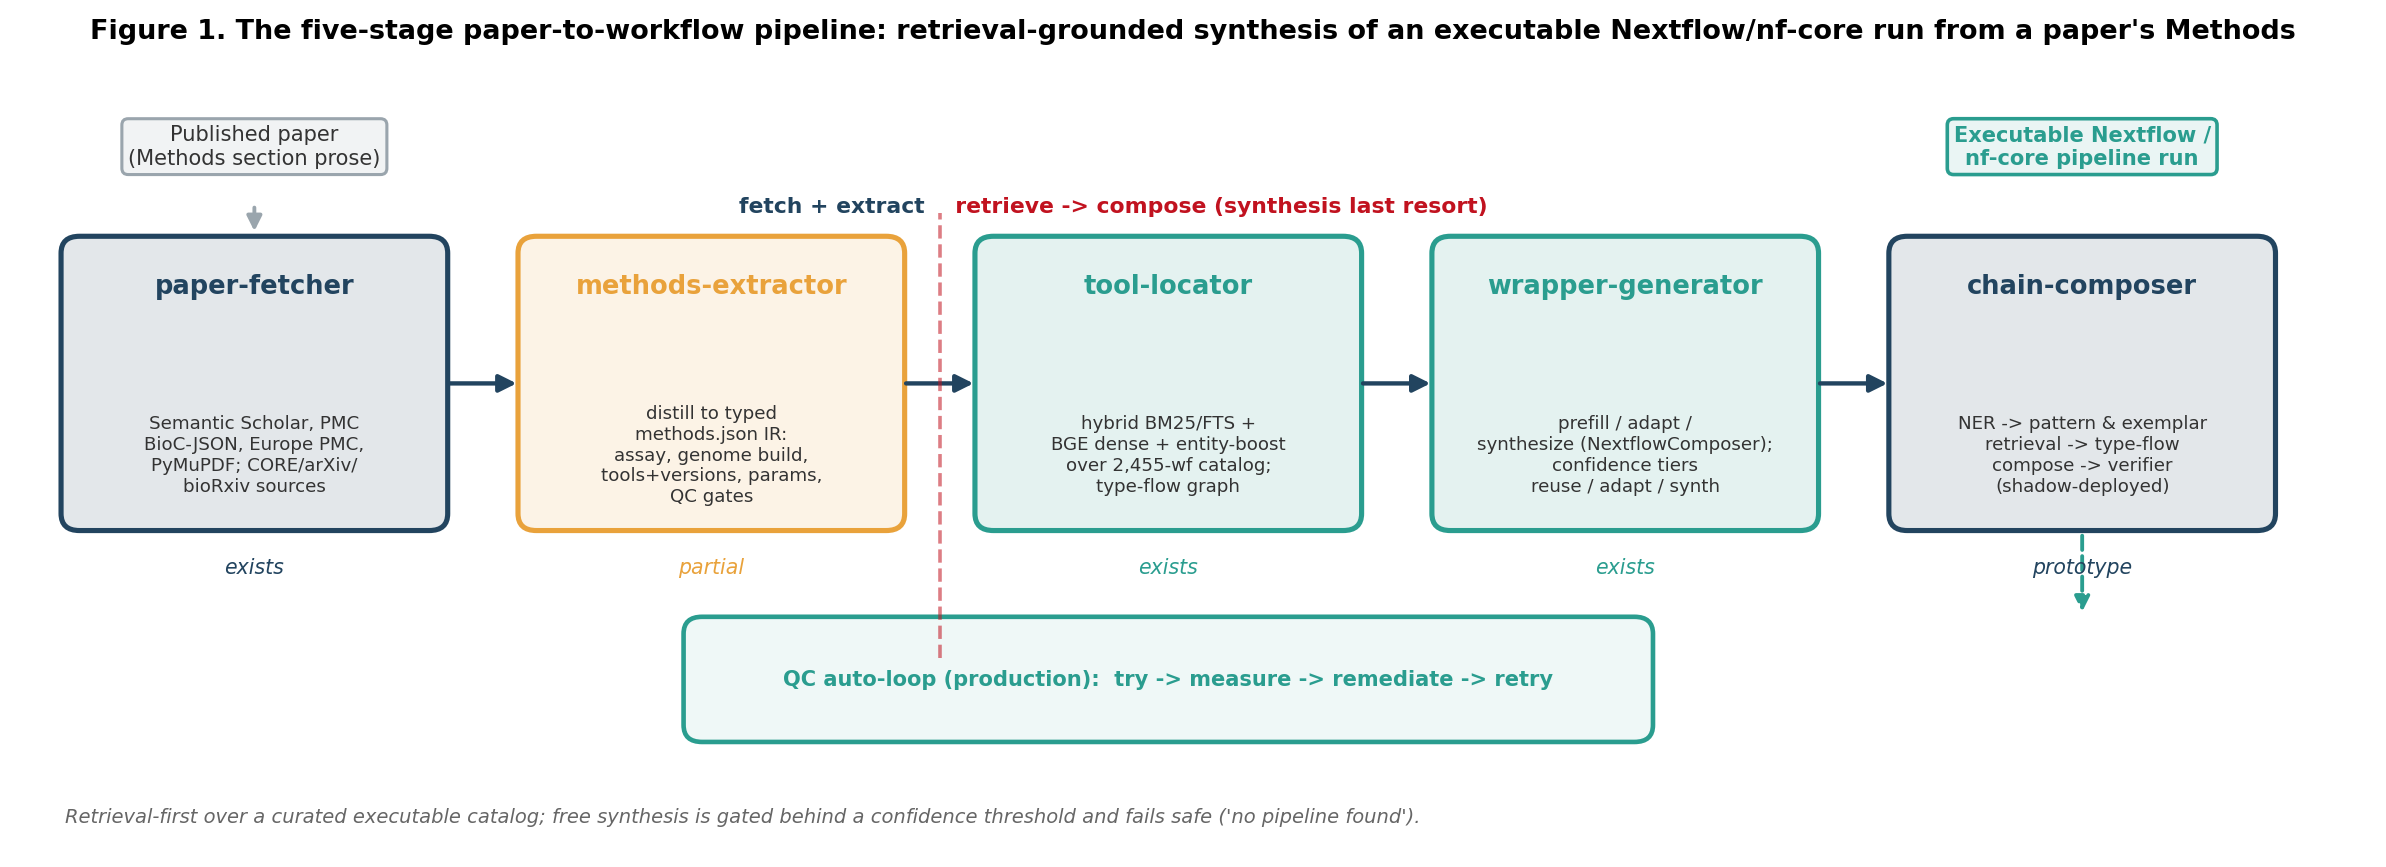 Figure 1. The five-stage paper-to-workflow pipeline: retrieval-grounded synthesis of an executable Nextflow/nf-core run from a paper's Methods
Published paper
(Methods section prose)
Executable Nextflow /
nf-core pipeline run
fetch + extract
retrieve -> compose (synthesis last resort)
paper-fetcher
Semantic Scholar, PMC
BioC-JSON, Europe PMC,
PyMuPDF; CORE/arXiv/
bioRxiv sources
exists
methods-extractor
distill to typed
methods.json IR:
assay, genome build,
tools+versions, params,
QC gates
partial
tool-locator
hybrid BM25/FTS +
BGE dense + entity-boost
over 2,455-wf catalog;
type-flow graph
exists
wrapper-generator
prefill / adapt /
synthesize (NextflowComposer);
confidence tiers
reuse / adapt / synth
exists
chain-composer
NER -> pattern & exemplar
retrieval -> type-flow
compose -> verifier
(shadow-deployed)
prototype
QC auto-loop (production):  try -> measure -> remediate -> retry
Retrieval-first over a curated executable catalog; free synthesis is gated behind a confidence threshold and fails safe ('no pipeline found').